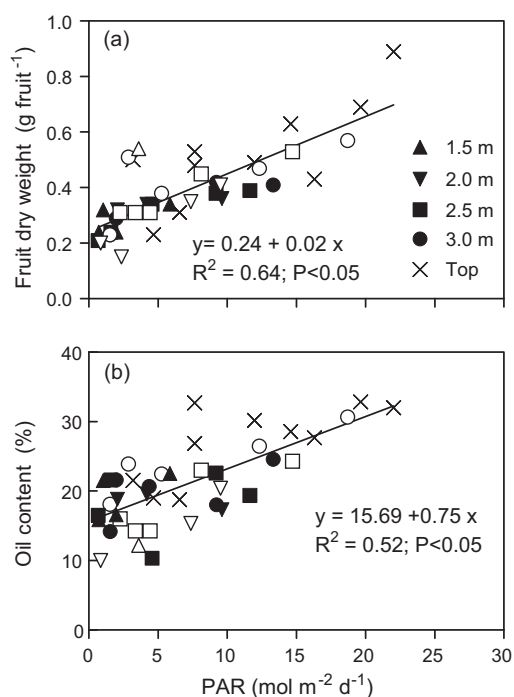 (a)
Fruit dry weight (g fruit⁻¹)
1.0
0.8
0.6
0.4
0.2
0.0
1.5 m
2.0 m
2.5 m
3.0 m
Top
y= 0.24 + 0.02 x
R² = 0.64; P<0.05
(b)
Oil content (%)
40
30
20
10
0
y = 15.69 +0.75 x
R² = 0.52; P<0.05
0 5 10 15 20 25 30
PAR (mol m⁻² d⁻¹)